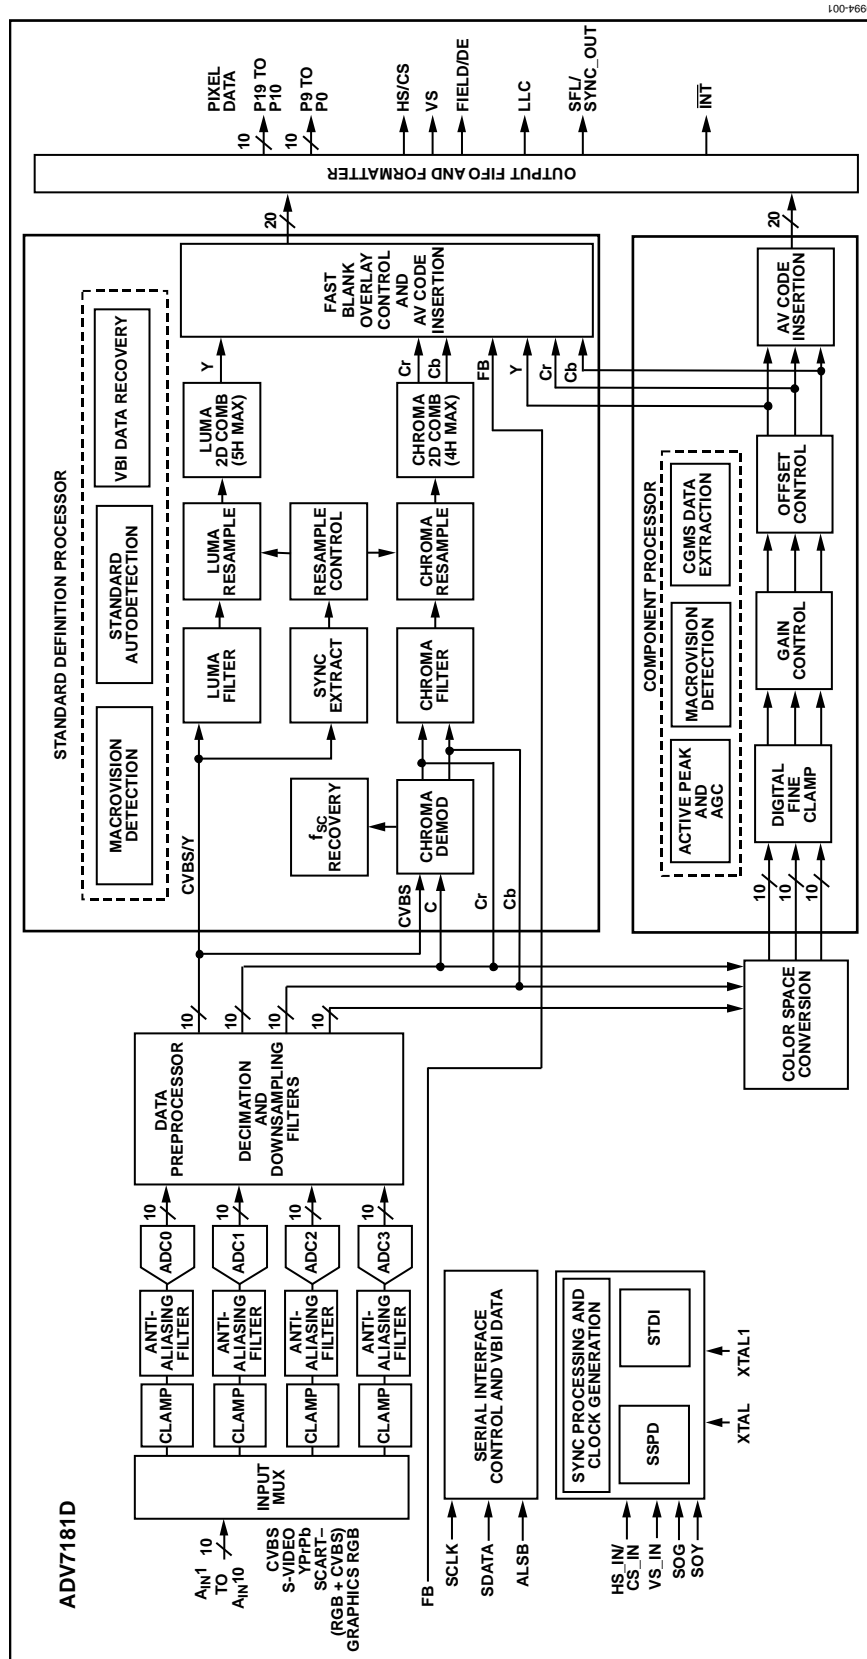 ADV7181D
AIN1
TO
AIN10
10
CVBS
S-VIDEO
YPrPb
SCART–
(RGB + CVBS)
GRAPHICS RGB
INPUT
MUX
CLAMP
ANTI-
ALIASING
FILTER
ADC0
10
CLAMP
ANTI-
ALIASING
FILTER
ADC1
10
CLAMP
ANTI-
ALIASING
FILTER
ADC2
10
CLAMP
ANTI-
ALIASING
FILTER
ADC3
10
DATA
PREPROCESSOR
DECIMATION
AND
DOWNSAMPLING
FILTERS
10
10
10
10
FB
SCLK
SDATA
ALSB
SERIAL INTERFACE
CONTROL AND VBI DATA
HS_IN/
CS_IN
VS_IN
SOG
SOY
SYNC PROCESSING AND
CLOCK GENERATION
SSPD
STDI
XTAL
XTAL1
COLOR SPACE
CONVERSION
STANDARD DEFINITION PROCESSOR
MACROVISION
DETECTION
STANDARD
AUTODETECTION
VBI DATA RECOVERY
CVBS/Y
LUMA
FILTER
LUMA
RESAMPLE
LUMA
2D COMB
(5H MAX)
Y
SYNC
EXTRACT
RESAMPLE
CONTROL
fSC
RECOVERY
CVBS
C
CHROMA
DEMOD
CHROMA
FILTER
CHROMA
RESAMPLE
CHROMA
2D COMB
(4H MAX)
Cr
Cb
Cr
Cb
FB
Y
Cr
Cb
FAST
BLANK
OVERLAY
CONTROL
AND
AV CODE
INSERTION
20
COMPONENT PROCESSOR
ACTIVE PEAK
AND
AGC
MACROVISION
DETECTION
CGMS DATA
EXTRACTION
10
10
10
DIGITAL
FINE
CLAMP
GAIN
CONTROL
OFFSET
CONTROL
AV CODE
INSERTION
20
OUTPUT FIFO AND FORMATTER
PIXEL
DATA
10
P19 TO
P10
10
P9 TO
P0
HS/CS
VS
FIELD/DE
LLC
SFL/
SYNC_OUT
INT
994-001